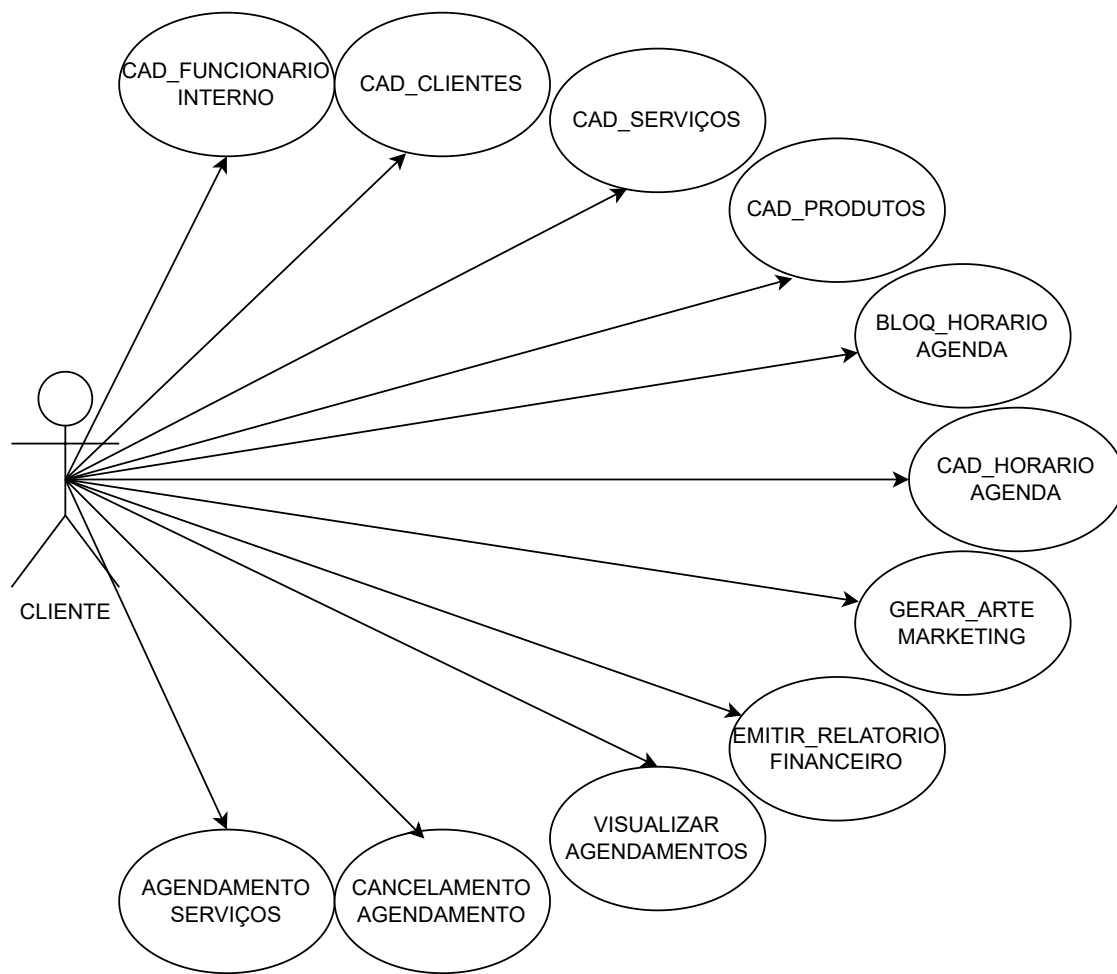 CAD_FUNCIONARIO
INTERNO
CAD_CLIENTES
CAD_SERVIÇOS
CAD_PRODUTOS
BLOQ_HORARIO
AGENDA
CAD_HORARIO
AGENDA
CLIENTE
GERAR_ARTE
MARKETING
EMITIR_RELATORIO
FINANCEIRO
VISUALIZAR
AGENDAMENTOS
AGENDAMENTO
SERVIÇOS
CANCELAMENTO
AGENDAMENTO